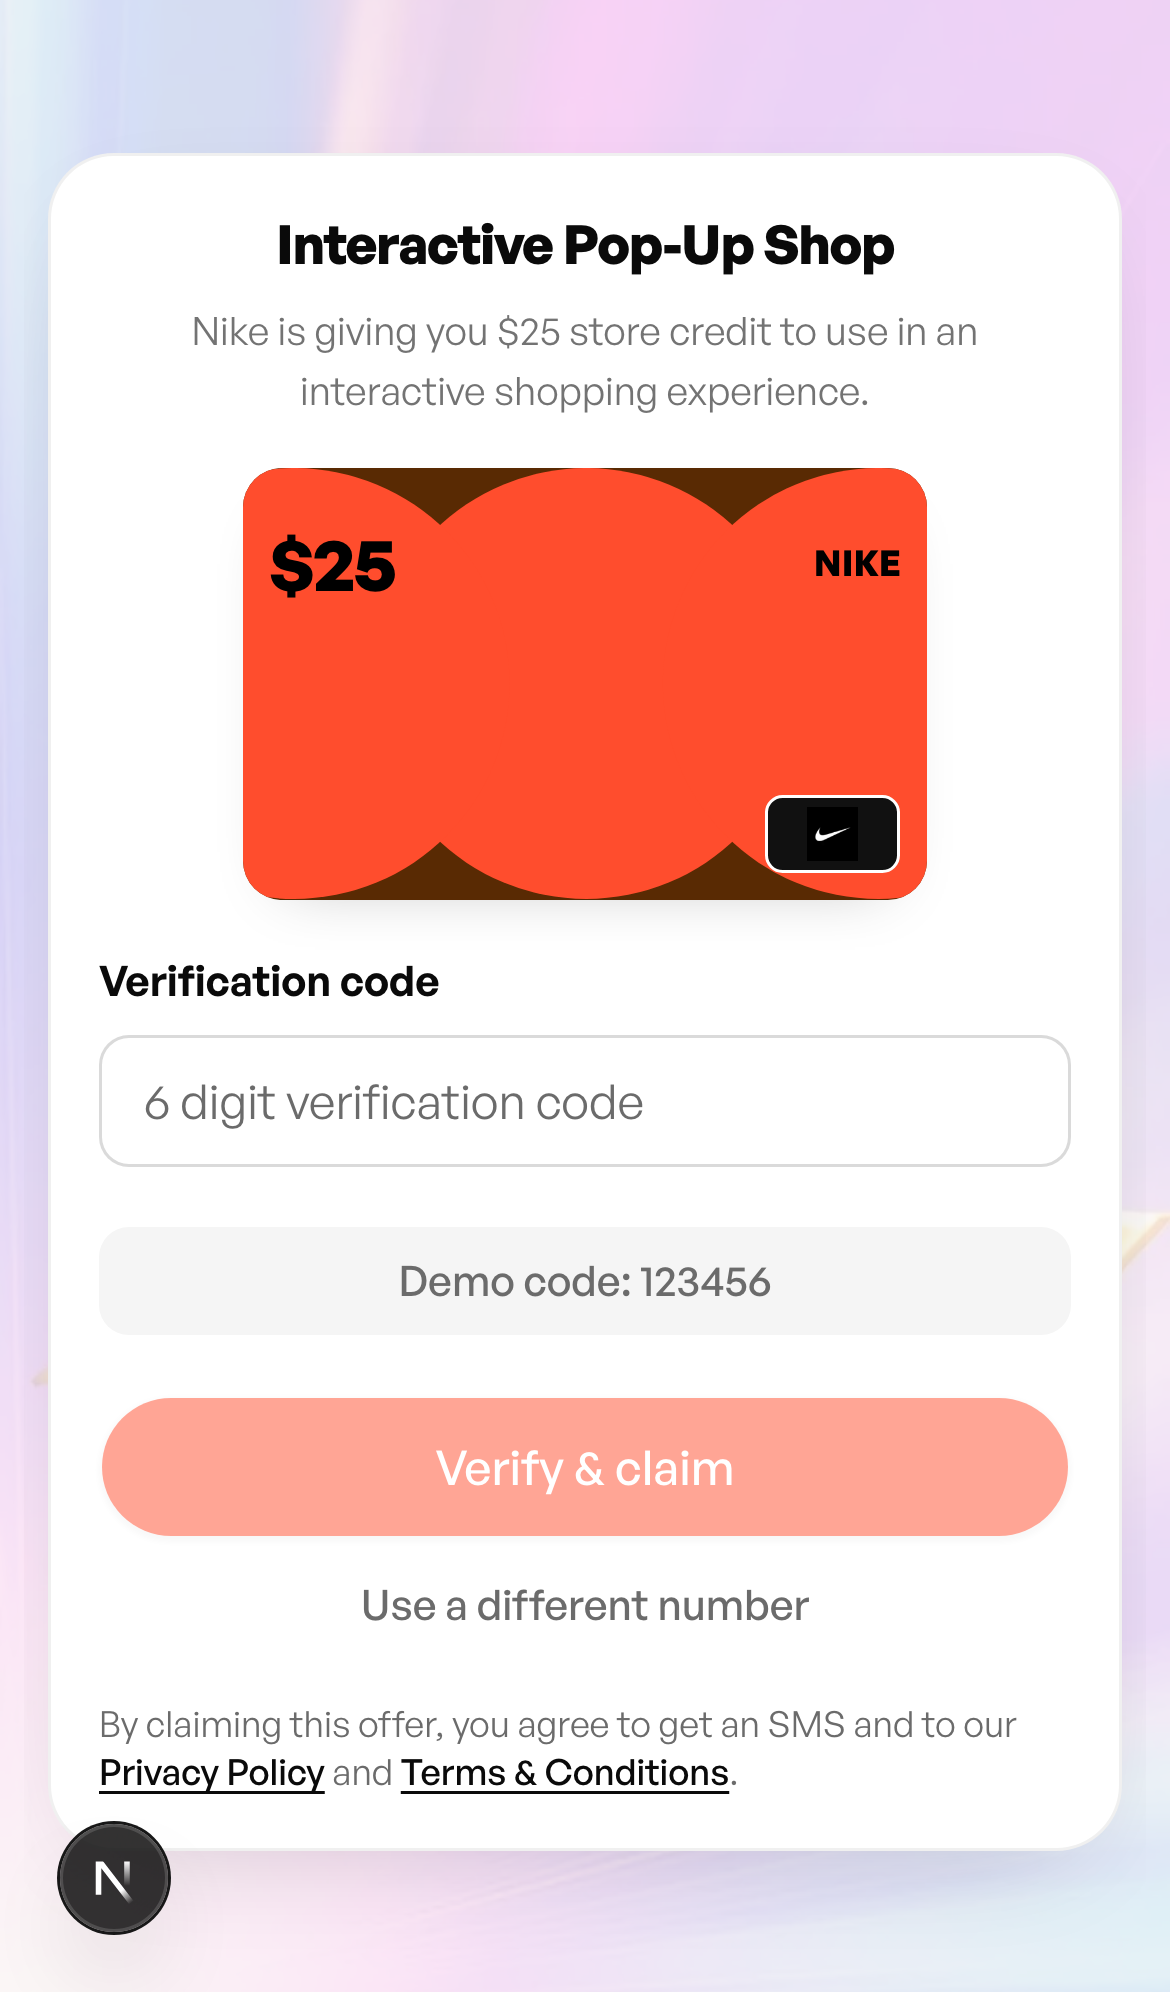 Interactive Pop-Up Shop
Nike is giving you $25 store credit to use in an
interactive shopping experience.
$25
NIKE
Verification code
6 digit verification code
Demo code: 123456
Verify & claim
Use a different number
By claiming this offer, you agree to get an SMS and to our
Privacy Policy and Terms & Conditions.
N